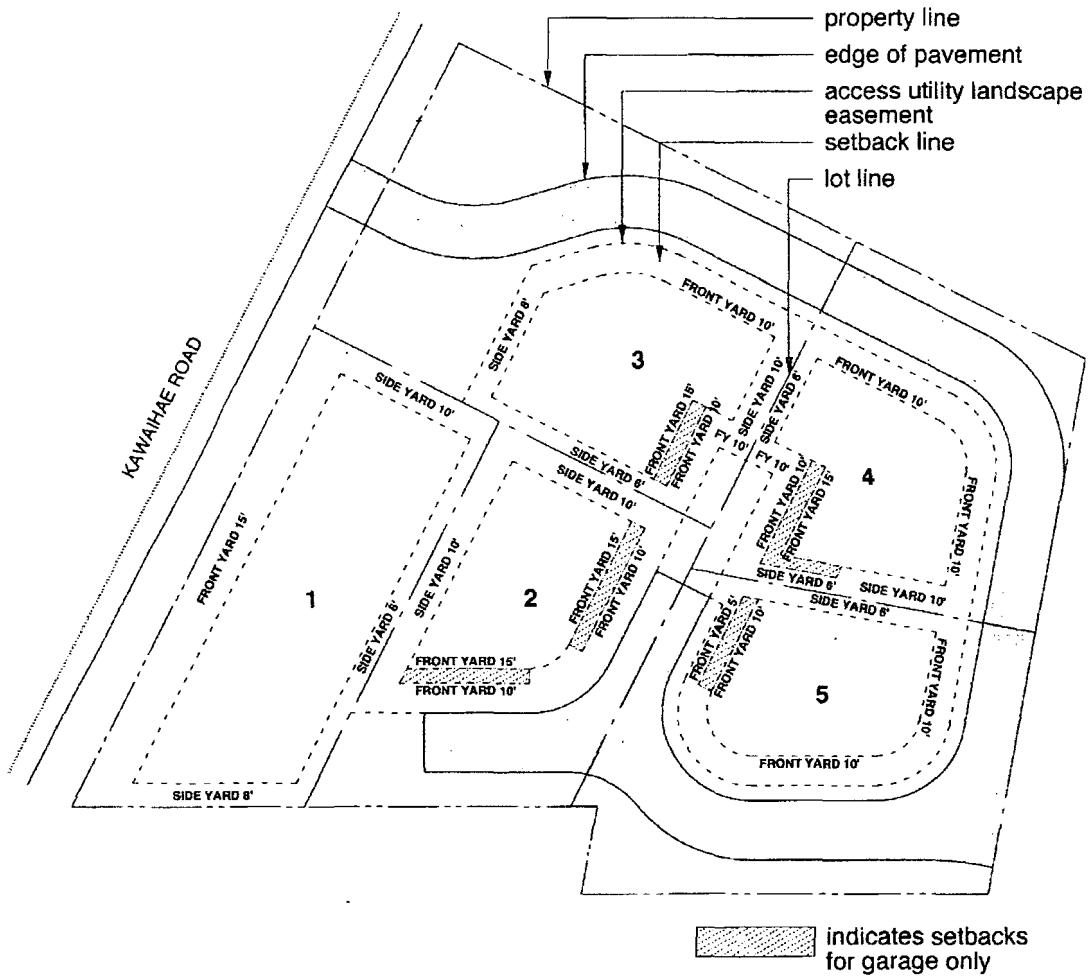 property line
edge of pavement
access utility landscape
easement
setback line
lot line
KAWAIHAE ROAD
FRONT YARD 10'
SIDE YARD 8'
3
SIDE YARD 10'
SIDE YARD 6'
FRONT YARD 10'
SIDE YARD 10'
FRONT YARD 15'
FRONT YARD 10'
FY 10'
FY 10'
SIDE YARD 6'
SIDE YARD 10'
4
FRONT YARD 10'
FRONT YARD 15'
FRONT YARD 10'
FRONT YARD 15'
1
SIDE YARD 10'
2
FRONT YARD 15'
FRONT YARD 10'
SIDE YARD 6'
SIDE YARD 10'
SIDE YARD 6'
SIDE YARD 6'
FRONT YARD 5'
FRONT YARD 10'
FRONT YARD 15'
FRONT YARD 10'
5
FRONT YARD 10'
FRONT YARD 10'
SIDE YARD 8'
indicates setbacks
for garage only